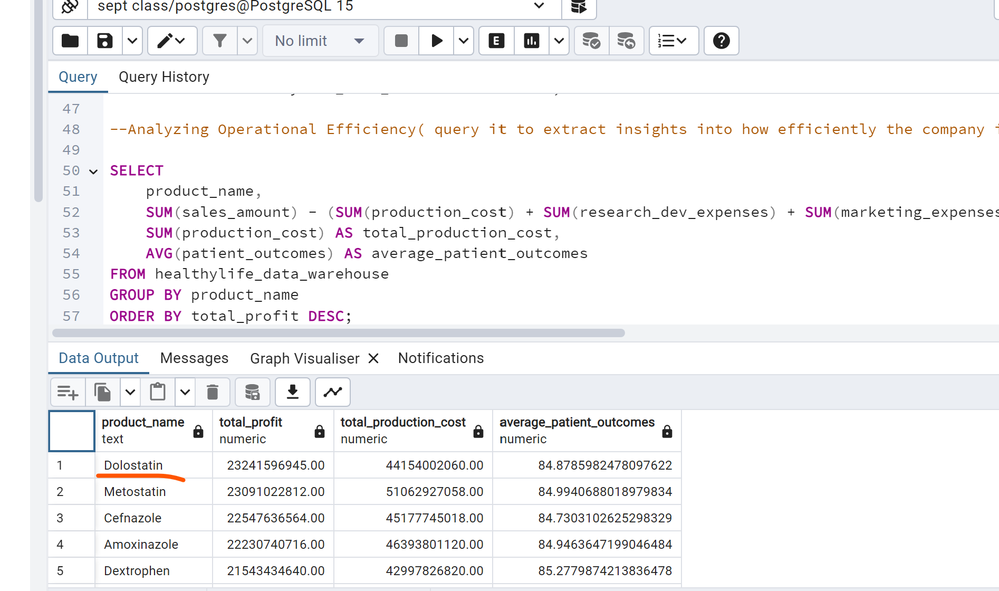 sept class/postgres@PostgreSQL 15
No limit
E
Query Query History
47
48 --Analyzing Operational Efficiency( query it to extract insights into how efficiently the company
49
50 SELECT
51 product_name,
52 SUM(sales_amount) - (SUM(production_cost) + SUM(research_dev_expenses) + SUM(marketing_expenses
53 SUM(production_cost) AS total_production_cost,
54 AVG(patient_outcomes) AS average_patient_outcomes
55 FROM healthylife_data_warehouse
56 GROUP BY product_name
57 ORDER BY total_profit DESC;
Data Output Messages Graph Visualiser Notifications
product_name total_profit total_production_cost average_patient_outcomes
text numeric numeric numeric
1 Dolostatin 23241596945.00 44154002060.00 84.8785982478097622
2 Metostatin 23091022812.00 51062927058.00 84.9940688018979834
3 Cefnazole 22547636564.00 45177745018.00 84.7303102625298329
4 Amoxinazole 22230740716.00 46393801120.00 84.9463647199046484
5 Dextrophen 21543434640.00 42997826820.00 85.2779874213836478